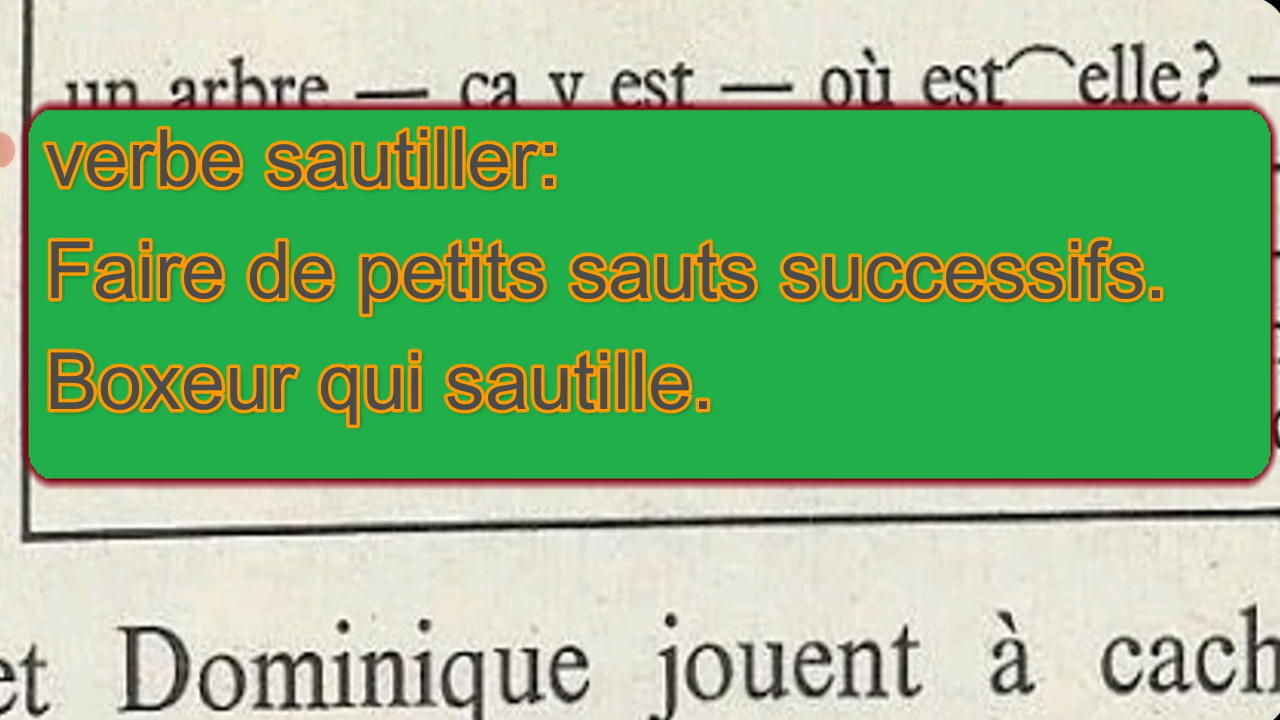 un arbre — ça y est — où est‿elle ? —
verbe sautiller:
Faire de petits sauts successifs.
Boxeur qui sautille.
et Dominique jouent à cach